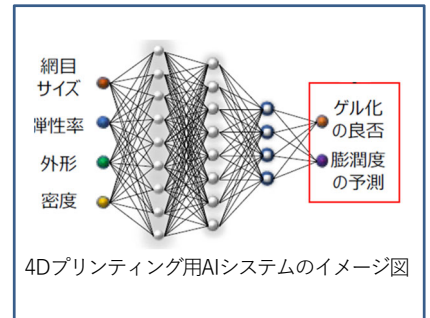 網目
サイズ
弾性率
外形
密度
ゲル化
の良否
膨潤度
の予測
4Dプリンティング用AIシステムのイメージ図